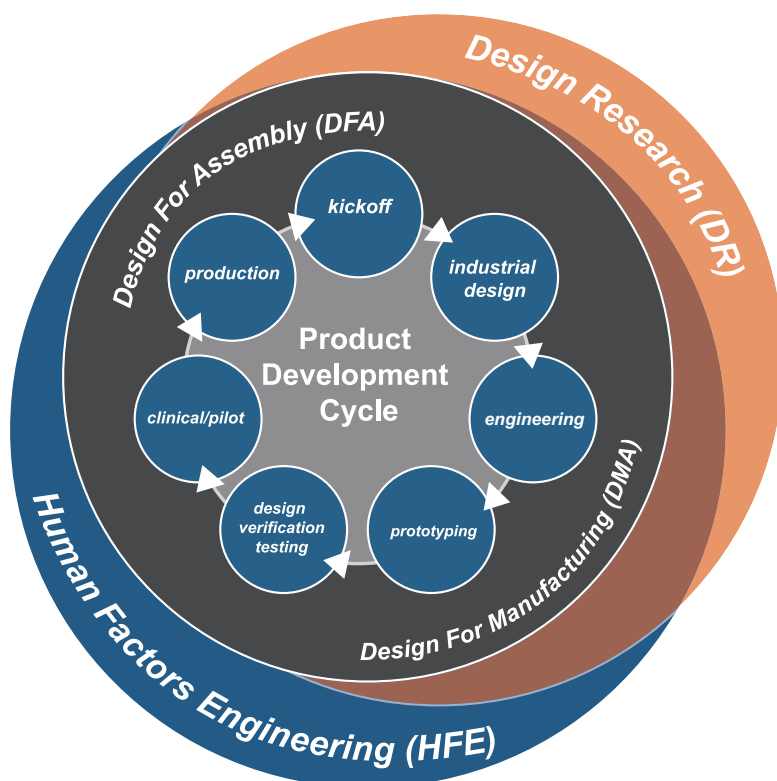 Design Research (DR)
Design For Assembly (DFA)
kickoff
industrial
design
production
Product
Development
Cycle
clinical/pilot
engineering
design
verification
testing
prototyping
Design For Manufacturing (DMA)
Human Factors Engineering (HFE)